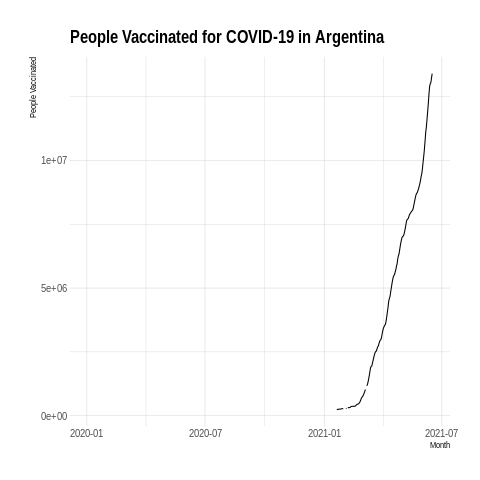 People Vaccinated for COVID-19 in Argentina
People Vaccinated
1e+07
5e+06
0e+00
2020-01 2020-07 2021-01 2021-07
Month